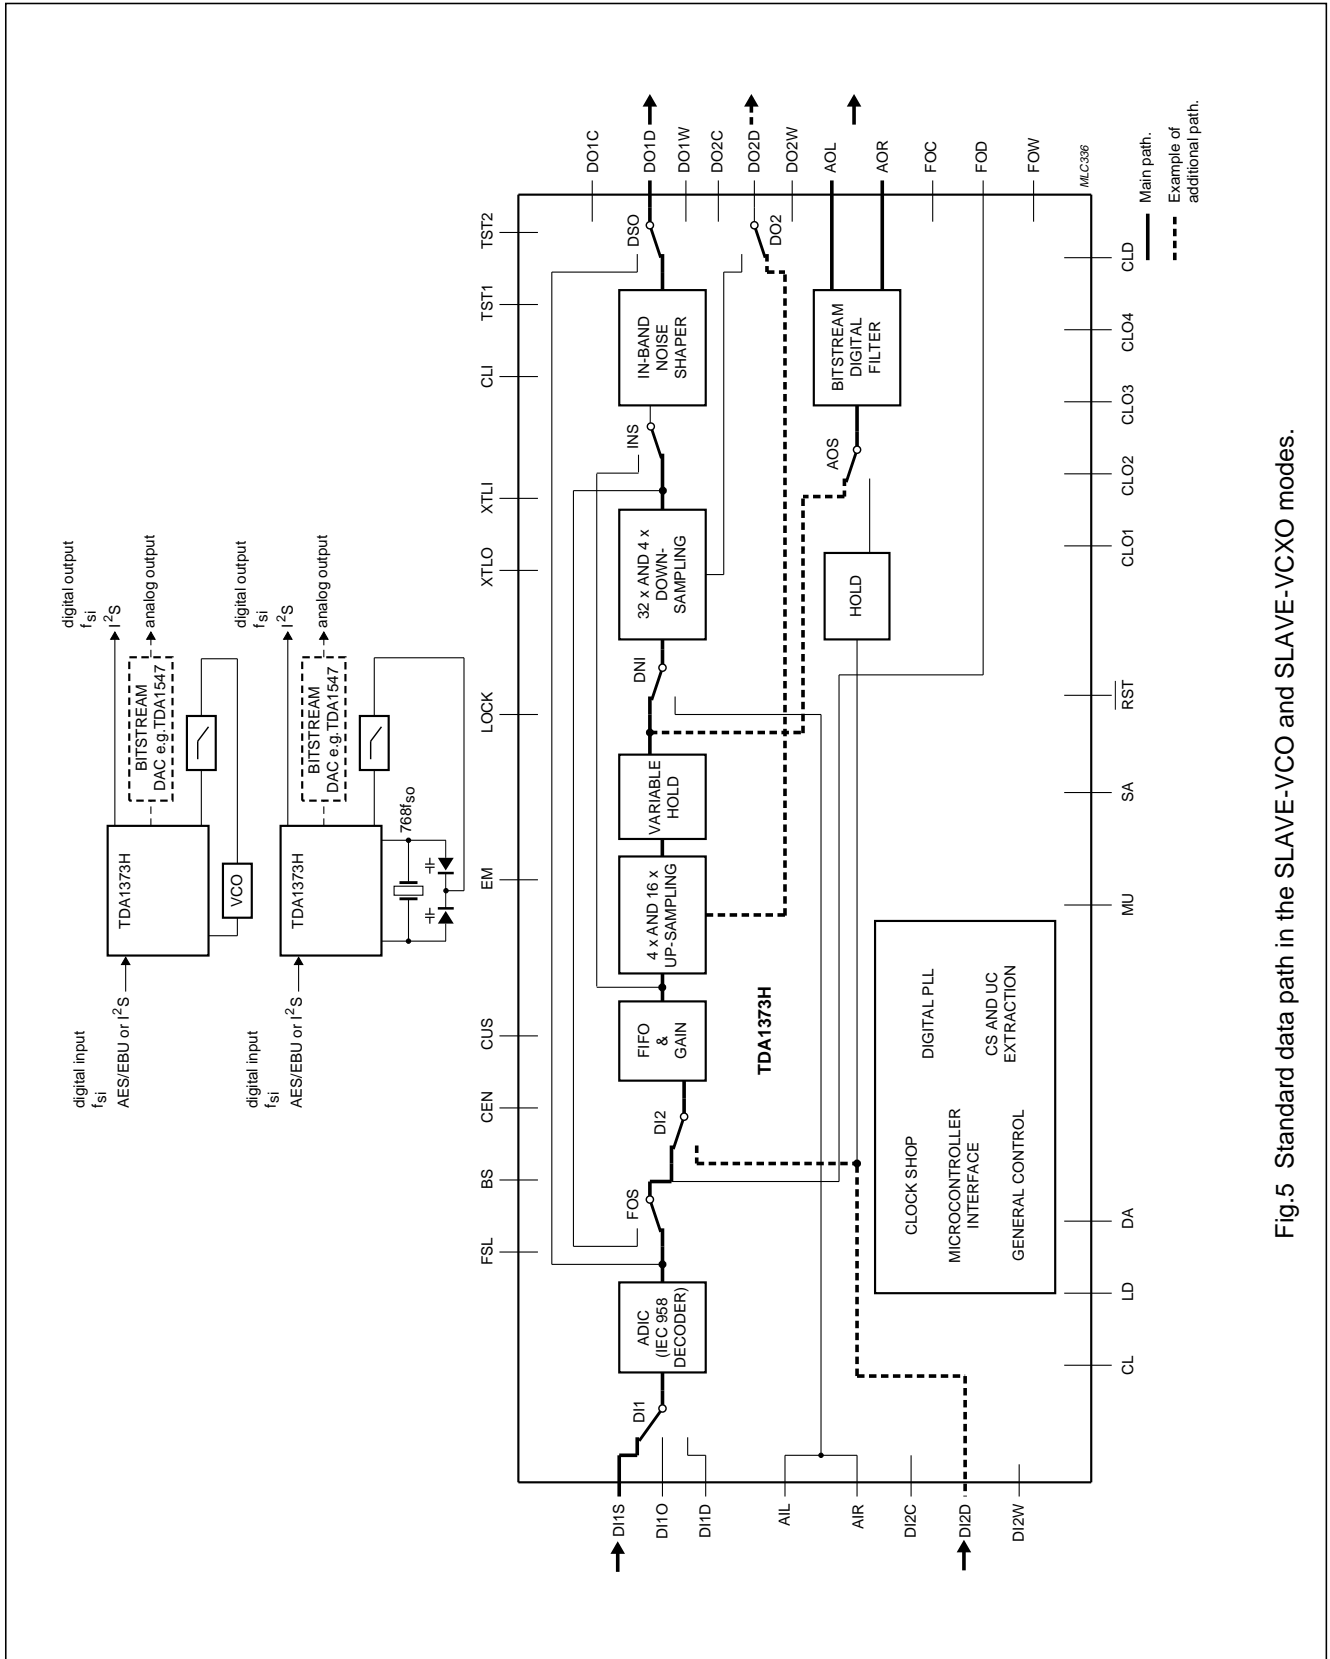 digital input
fsi
AES/EBU or I2S
TDA1373H
BITSTREAM
DAC e.g.TDA1547
VCO
digital output
fsi
I2S
analog output
digital input
fsi
AES/EBU or I2S
TDA1373H
BITSTREAM
DAC e.g.TDA1547
768fso
digital output
fsi
I2S
analog output
FSL
BS
CEN
CUS
EM
LOCK
XTLO
XTLI
CLI
TST1
TST2
DI1S
DI1O
DI1D
AIL
AIR
DI2C
DI2D
DI2W
DI1
ADIC
(IEC 958
DECODER)
FOS
DI2
FIFO
&
GAIN
4 x AND 16 x
UP-SAMPLING
VARIABLE
HOLD
DNI
32 x AND 4 x
DOWN-
SAMPLING
INS
IN-BAND
NOISE
SHAPER
DSO
DO2
TDA1373H
HOLD
AOS
BITSTREAM
DIGITAL
FILTER
CLOCK SHOP
DIGITAL PLL
MICROCONTROLLER
INTERFACE
CS AND UC
EXTRACTION
GENERAL CONTROL
DO1C
DO1D
DO1W
DO2C
DO2D
DO2W
AOL
AOR
FOC
FOD
FOW
CL
LD
DA
MU
SA
RST
CLO1
CLO2
CLO3
CLO4
CLD
MLC336
Main path.
Example of
additional path.
Fig.5 Standard data path in the SLAVE-VCO and SLAVE-VCXO modes.